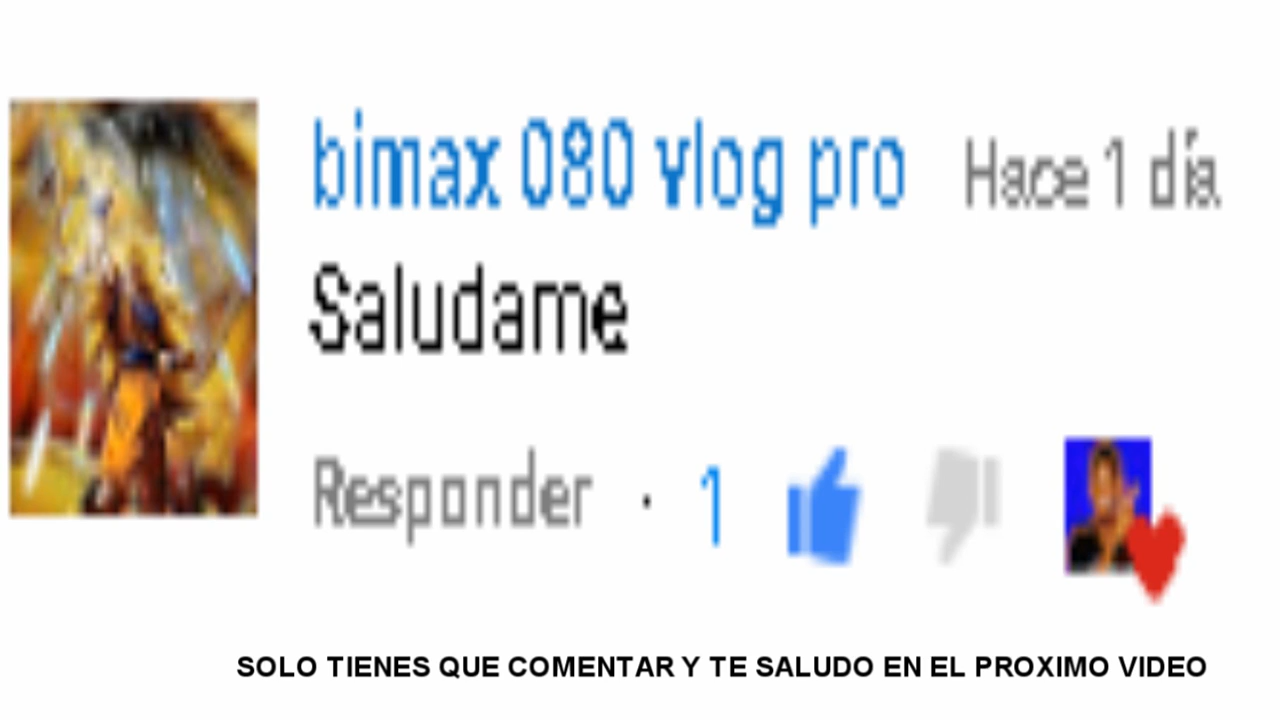 bimax 080 vlog pro Hace 1 día
Saludame
Responder · 1
SOLO TIENES QUE COMENTAR Y TE SALUDO EN EL PROXIMO VIDEO